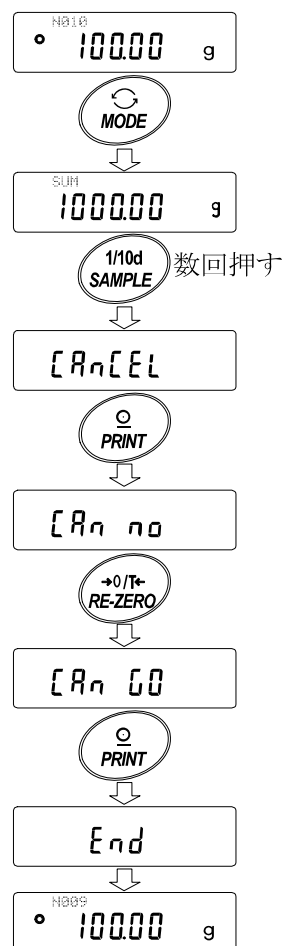 N010
100.00 g
MODE
SUM
1000.00 g
1/10d
SAMPLE
数回押す
CAnCEL
PRINT
CAn no
→0/T←
RE-ZERO
CAn GO
PRINT
End
N009
100.00 g